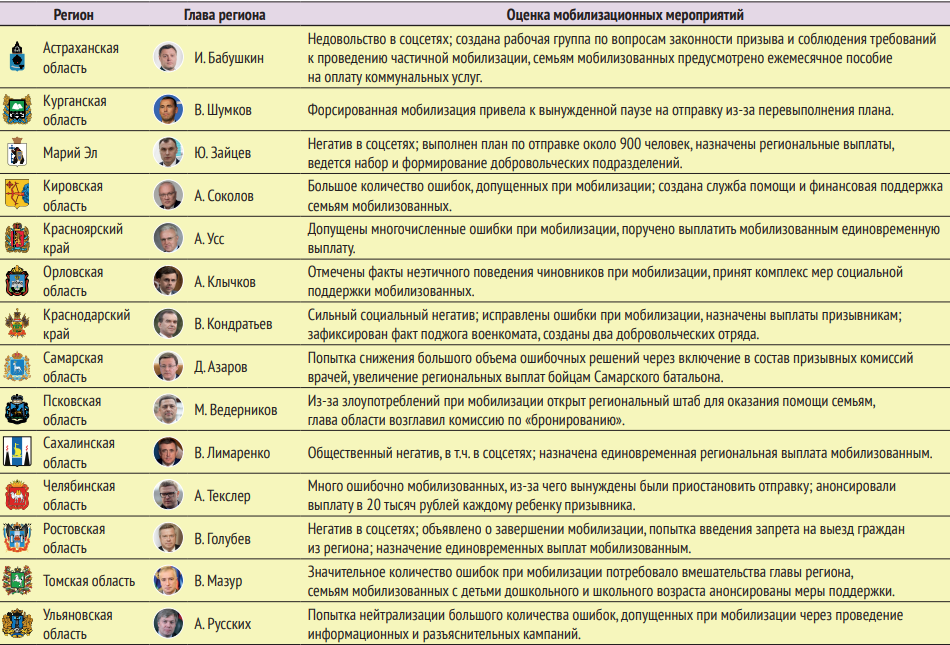 Регион Глава региона Оценка мобилизационных мероприятий
Астраханская
область
И. Бабушкин
Недовольство в соцсетях; создана рабочая группа по вопросам законности призыва и соблюдения требований
к проведению частичной мобилизации, семьям мобилизованных предусмотрено ежемесячное пособие
на оплату коммунальных услуг.
Курганская
область
В. Шумков
Форсированная мобилизация привела к вынужденной паузе на отправку из-за перевыполнения плана.
Марий Эл
Ю. Зайцев
Негатив в соцсетях; выполнен план по отправке около 900 человек, назначены региональные выплаты,
ведется набор и формирование добровольческих подразделений.
Кировская
область
А. Соколов
Большое количество ошибок, допущенных при мобилизации; создана служба помощи и финансовая поддержка
семьям мобилизованных.
Красноярский
край
А. Усс
Допущены многочисленные ошибки при мобилизации, поручено выплатить мобилизованным единовременную
выплату.
Орловская
область
А. Клычков
Отмечены факты неэтичного поведения чиновников при мобилизации, принят комплекс мер социальной
поддержки мобилизованных.
Краснодарский
край
В. Кондратьев
Сильный социальный негатив; исправлены ошибки при мобилизации, назначены выплаты призывникам;
зафиксирован факт поджога военкомата, созданы два добровольческих отряда.
Самарская
область
Д. Азаров
Попытка снижения большого объема ошибочных решений через включение в состав призывных комиссий
врачей, увеличение региональных выплат бойцам Самарского батальона.
Псковская
область
М. Ведерников
Из-за злоупотреблений при мобилизации открыт региональный штаб для оказания помощи семьям,
глава области возглавил комиссию по «бронированию».
Сахалинская
область
В. Лимаренко
Общественный негатив, в т.ч. в соцсетях; назначена единовременная региональная выплата мобилизованным.
Челябинская
область
А. Текслер
Много ошибочно мобилизованных, из-за чего вынуждены были приостановить отправку; анонсировали
выплату в 20 тысяч рублей каждому ребенку призывника.
Ростовская
область
В. Голубев
Негатив в соцсетях; объявлено о завершении мобилизации, попытка введения запрета на выезд граждан
из региона; назначение единовременных выплат мобилизованным.
Томская область
В. Мазур
Значительное количество ошибок при мобилизации потребовало вмешательства главы региона,
семьям мобилизованных с детьми дошкольного и школьного возраста анонсированы меры поддержки.
Ульяновская
область
А. Русских
Попытка нейтрализации большого количества ошибок, допущенных при мобилизации через проведение
информационных и разъяснительных кампаний.